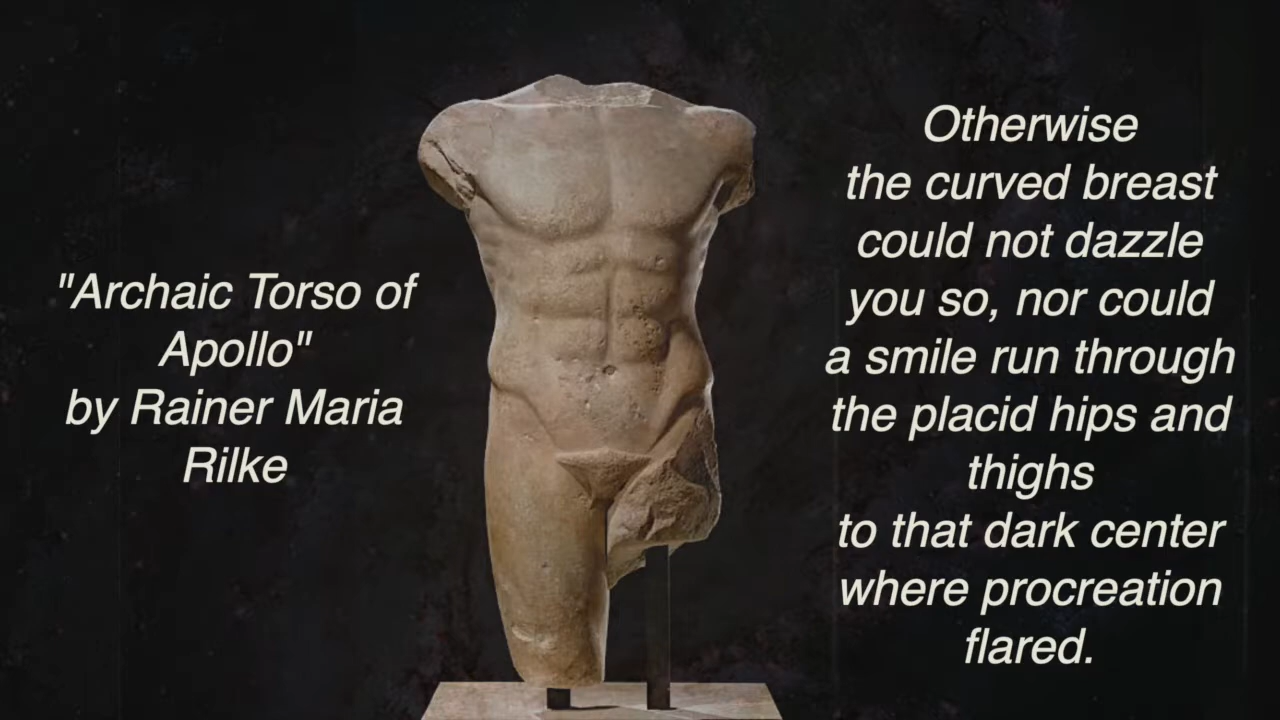 "Archaic Torso of
Apollo"
by Rainer Maria
Rilke
Otherwise
the curved breast
could not dazzle
you so, nor could
a smile run through
the placid hips and
thighs
to that dark center
where procreation
flared.